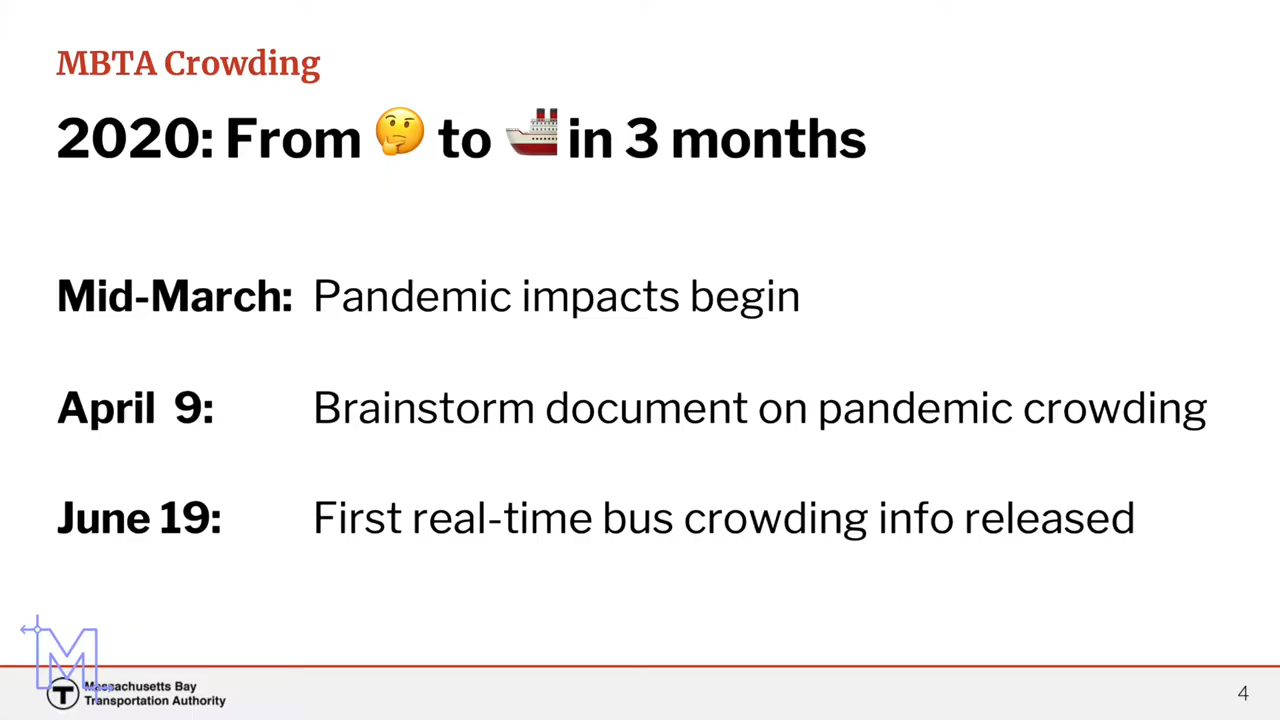 MBTA Crowding
2020: From 🤔 to 🚢 in 3 months
Mid-March: Pandemic impacts begin
April 9: Brainstorm document on pandemic crowding
June 19: First real-time bus crowding info released
M
T
Massachusetts Bay
Transportation Authority
4